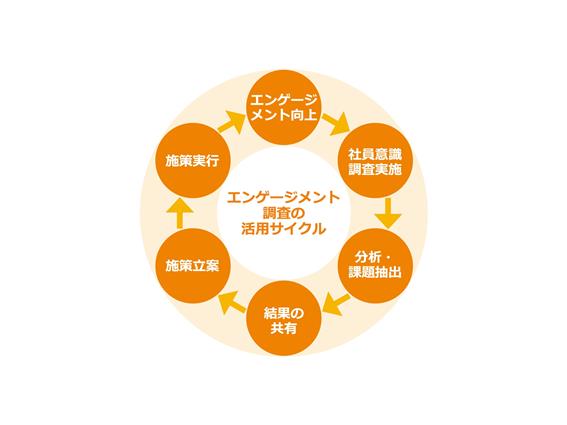 エンゲージ
メント向上
社員意識
調査実施
分析・
課題抽出
結果の
共有
施策立案
施策実行
エンゲージメント
調査の
活用サイクル